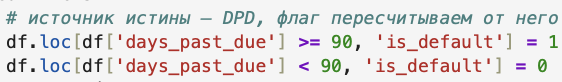 # источник истины — DPD, флаг пересчитываем от него
df.loc[df['days_past_due'] >= 90, 'is_default'] = 1
df.loc[df['days_past_due'] < 90, 'is_default'] = 0